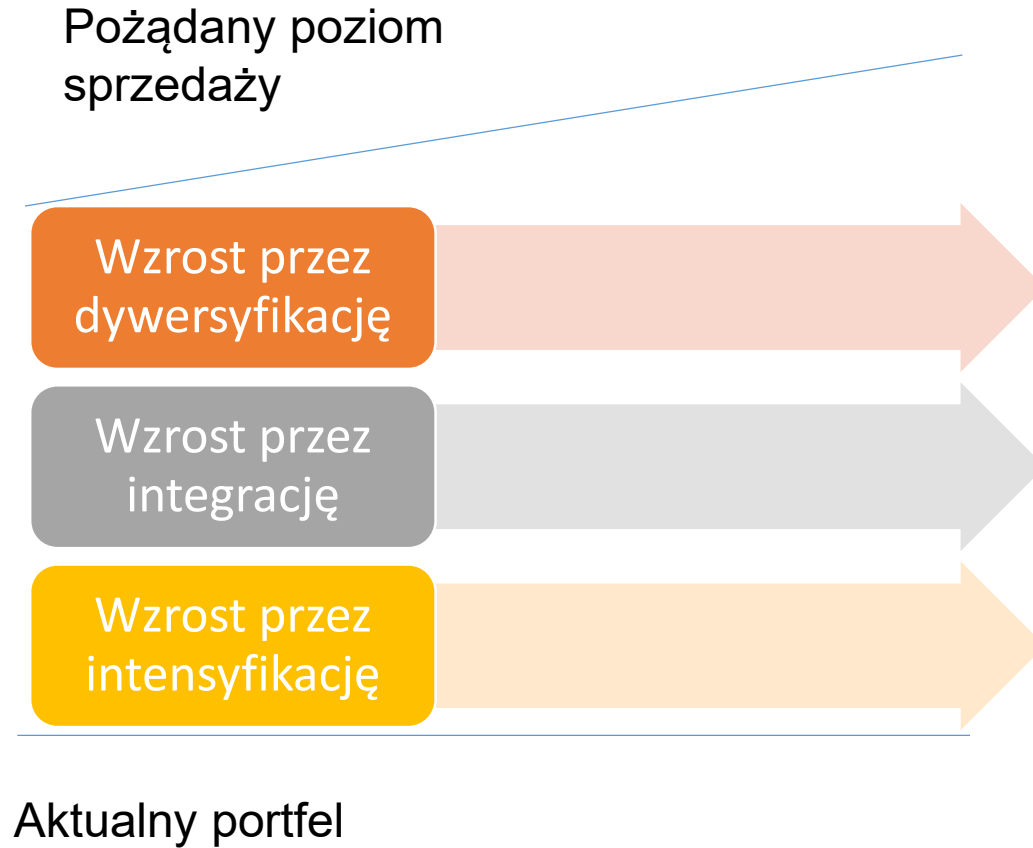 Pożądany poziom
sprzedaży
Wzrost przez
dywersyfikację
Wzrost przez
integrację
Wzrost przez
intensyfikację
Aktualny portfel